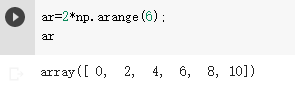 ar=2*np.arange(6);
ar
array([ 0,  2,  4,  6,  8, 10])